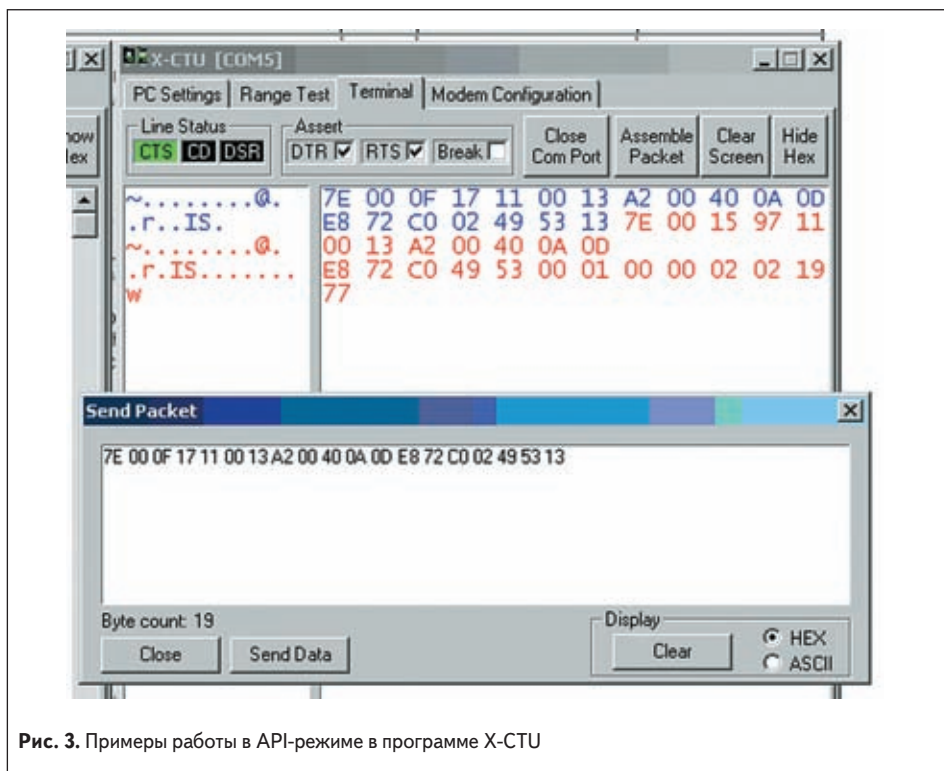 X-CTU [COM5]
PC Settings Range Test Terminal Modem Configuration
Line Status Assert
CTS CD DSR DTR RTS Break Close Com Port Assemble Packet Clear Screen Hide Hex
~........@. 7E 00 0F 17 11 00 13 A2 00 40 0A 0D
.r..IS. E8 72 C0 02 49 53 13 7E 00 15 97 11
~........@. 00 13 A2 00 40 0A 0D
.r.IS....... E8 72 C0 49 53 00 01 00 00 02 02 19
w 77
Send Packet
7E 00 0F 17 11 00 13 A2 00 40 0A 0D E8 72 C0 02 49 53 13
Byte count: 19
Display
Close Send Data Clear HEX
ASCII
Рис. 3. Примеры работы в API-режиме в программе X-CTU